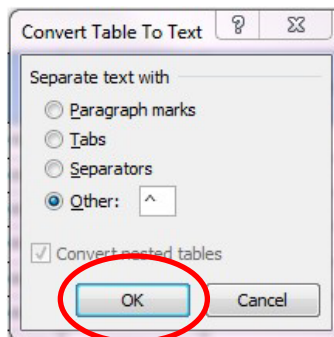 Convert Table To Text
Separate text with
Paragraph marks
Tabs
Separators
Other: ^
Convert nested tables
OK Cancel